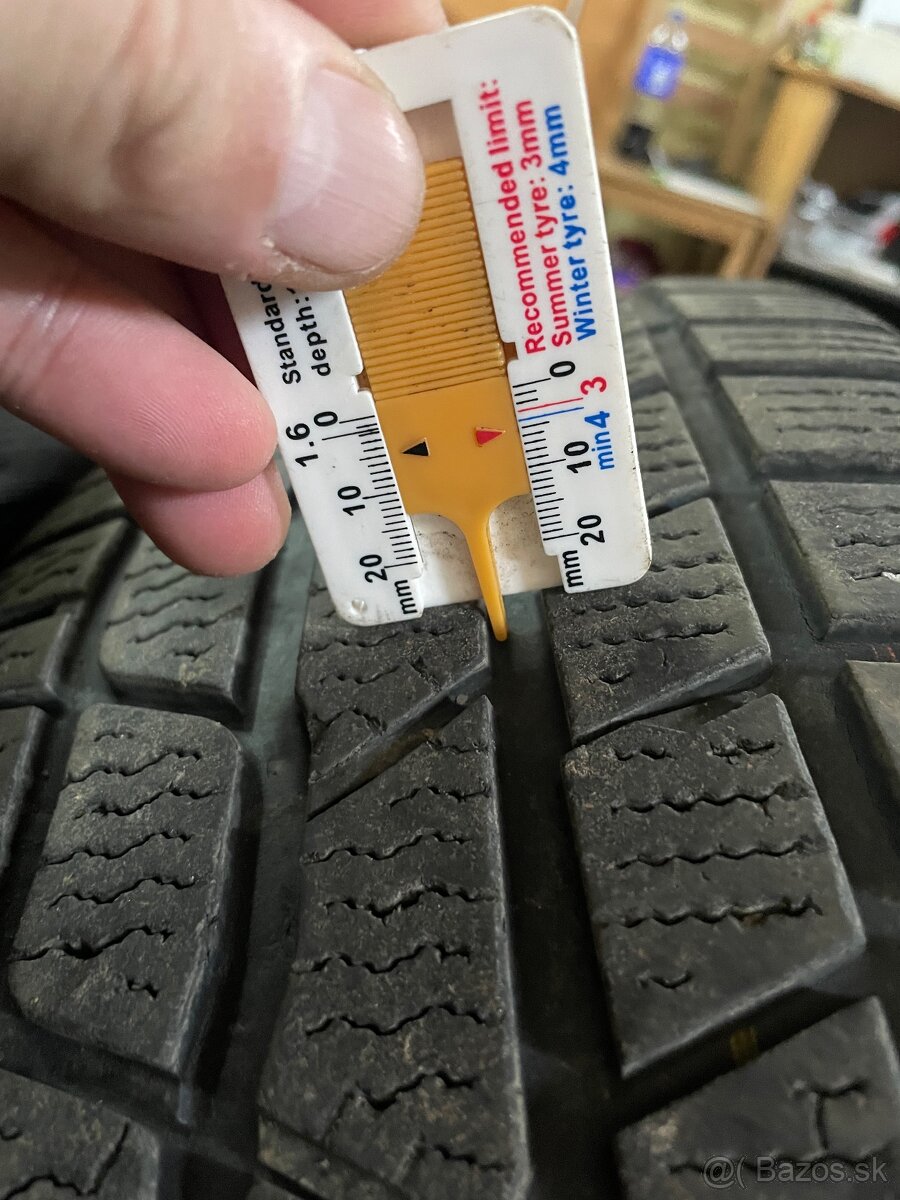 Standard
depth:
1.6
0
10
20
mm
Recommended limit:
Summer tyre: 3mm
Winter tyre: 4mm
0
3
10
min4
20
mm
@( Bazos.sk